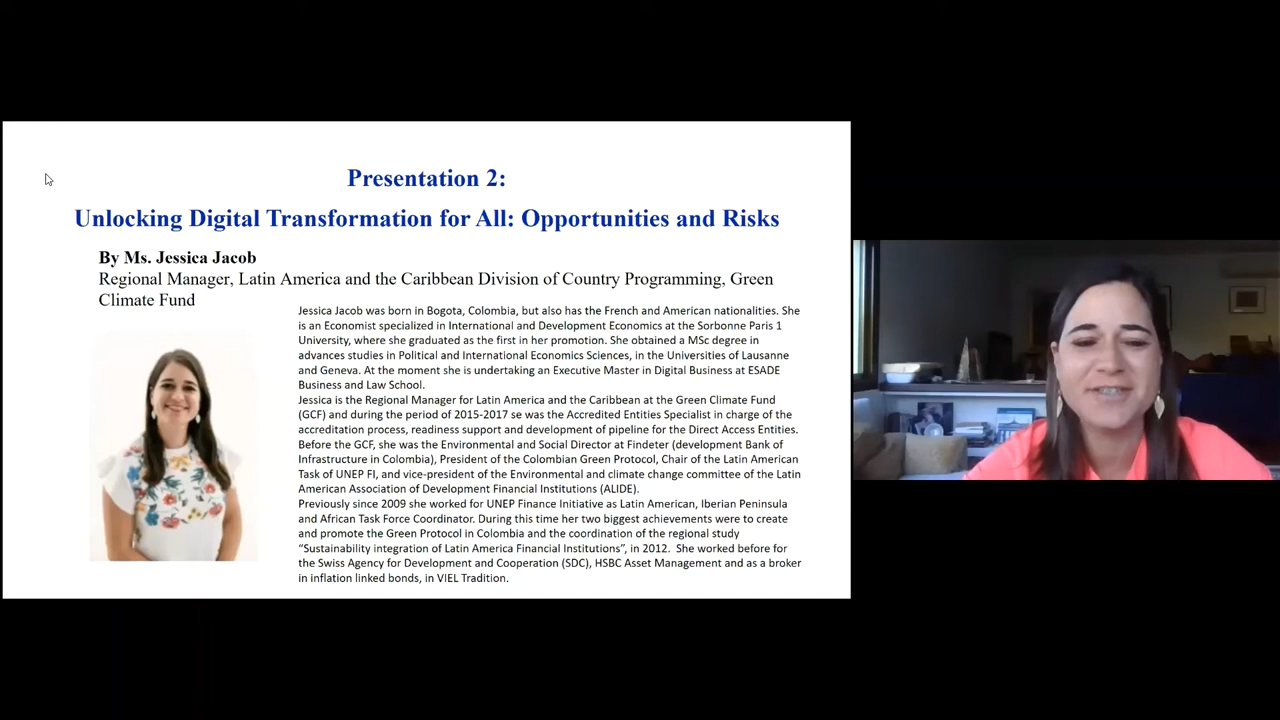 Presentation 2:
Unlocking Digital Transformation for All: Opportunities and Risks
By Ms. Jessica Jacob
Regional Manager, Latin America and the Caribbean Division of Country Programming, Green
Climate Fund
Jessica Jacob was born in Bogota, Colombia, but also has the French and American nationalities. She
is an Economist specialized in International and Development Economics at the Sorbonne Paris 1
University, where she graduated as the first in her promotion. She obtained a MSc degree in
advances studies in Political and International Economics Sciences, in the Universities of Lausanne
and Geneva. At the moment she is undertaking an Executive Master in Digital Business at ESADE
Business and Law School.
Jessica is the Regional Manager for Latin America and the Caribbean at the Green Climate Fund
(GCF) and during the period of 2015-2017 se was the Accredited Entities Specialist in charge of the
accreditation process, readiness support and development of pipeline for the Direct Access Entities.
Before the GCF, she was the Environmental and Social Director at Findeter (development Bank of
Infrastructure in Colombia), President of the Colombian Green Protocol, Chair of the Latin American
Task of UNEP FI, and vice-president of the Environmental and climate change committee of the Latin
American Association of Development Financial Institutions (ALIDE).
Previously since 2009 she worked for UNEP Finance Initiative as Latin American, Iberian Peninsula
and African Task Force Coordinator. During this time her two biggest achievements were to create
and promote the Green Protocol in Colombia and the coordination of the regional study
“Sustainability integration of Latin America Financial Institutions”, in 2012. She worked before for
the Swiss Agency for Development and Cooperation (SDC), HSBC Asset Management and as a broker
in inflation linked bonds, in VIEL Tradition.